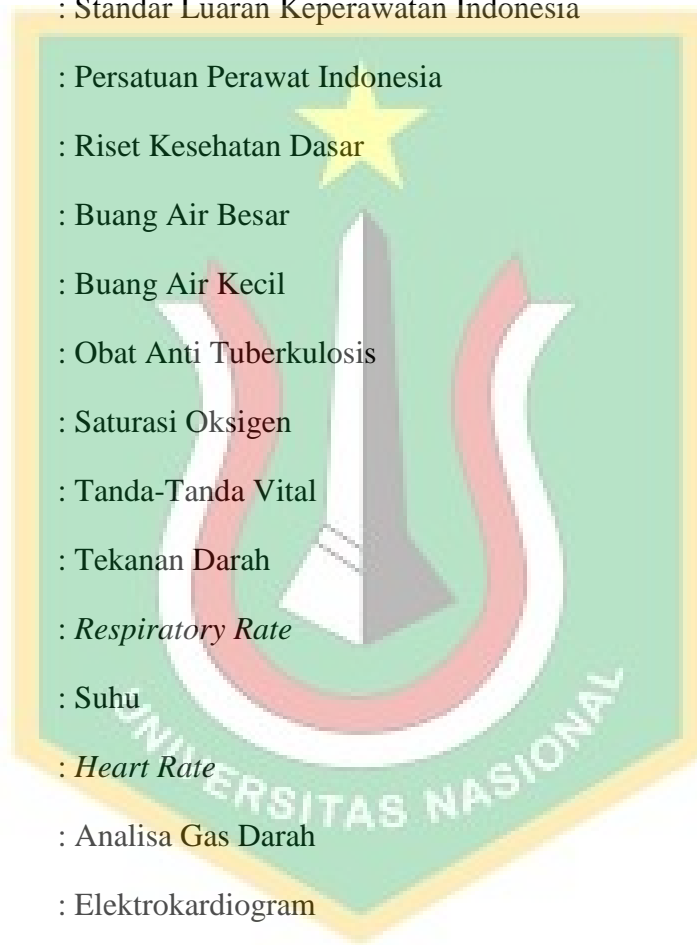 : Standar Luaran Keperawatan Indonesia
: Persatuan Perawat Indonesia
: Riset Kesehatan Dasar
: Buang Air Besar
: Buang Air Kecil
: Obat Anti Tuberkulosis
: Saturasi Oksigen
: Tanda-Tanda Vital
: Tekanan Darah
: Respiratory Rate
: Suhu
: Heart Rate
: Analisa Gas Darah
: Elektrokardiogram
UNIVERSITAS NASIONAL